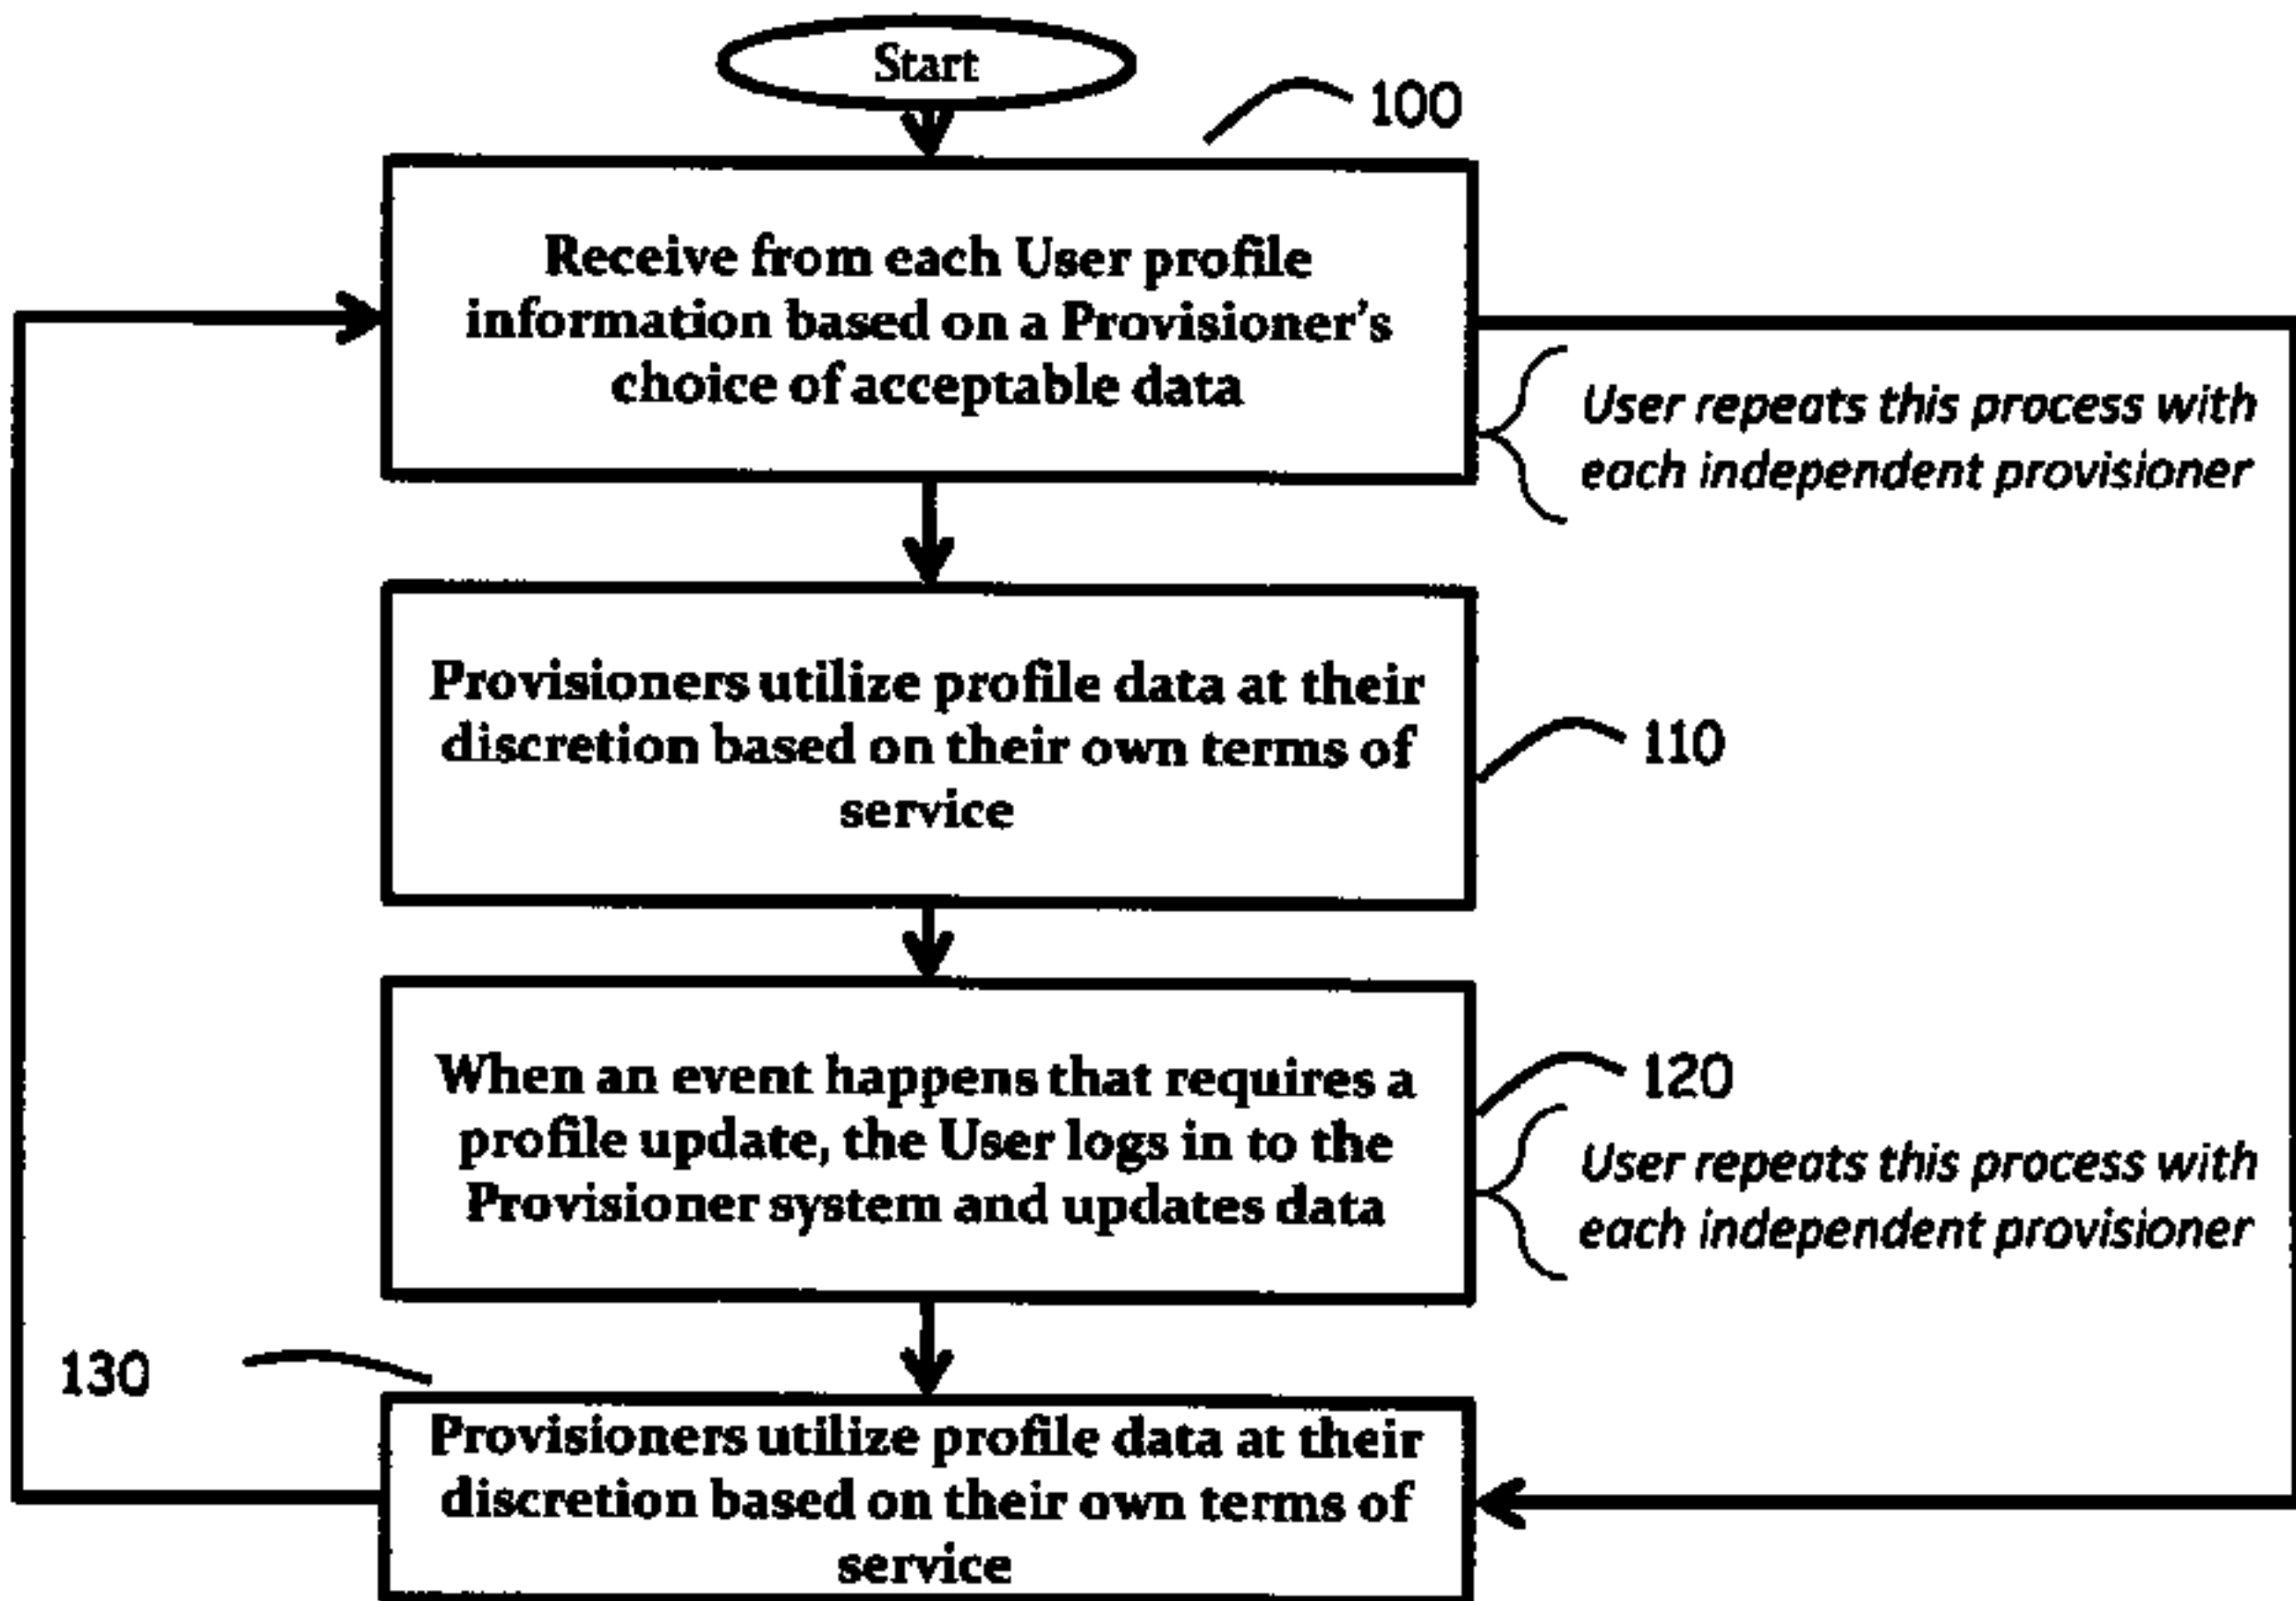 Start
100
Receive from each User profile
information based on a Provisioner's
choice of acceptable data
User repeats this process with
each independent provisioner
Provisioners utilize profile data at their
discretion based on their own terms of
service
110
When an event happens that requires a
profile update, the User logs in to the
Provisioner system and updates data
120
User repeats this process with
each independent provisioner
130
Provisioners utilize profile data at their
discretion based on their own terms of
service